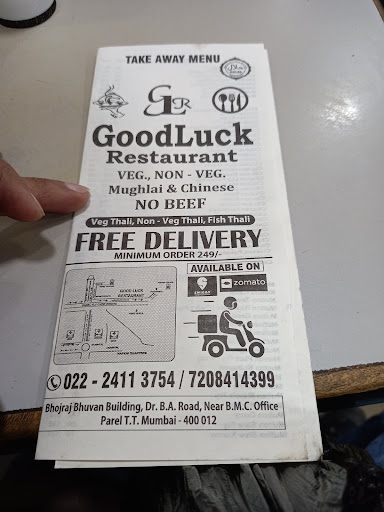 TAKE AWAY MENU
GLR
GOODLUCK
Restaurant
VEG., NON - VEG.
Mughlai & Chinese
NO BEEF
Veg Thali, Non - Veg Thali, Fish Thali
FREE DELIVERY
MINIMUM ORDER 249/-
AVAILABLE ON
SWIGGY
zomato
GOOD LUCK
RESTAURANT
022 - 2411 3754 / 7208414399
Bhojraj Bhuvan Building, Dr. B.A. Road, Near B.M.C. Office
Parel T.T. Mumbai - 400 012